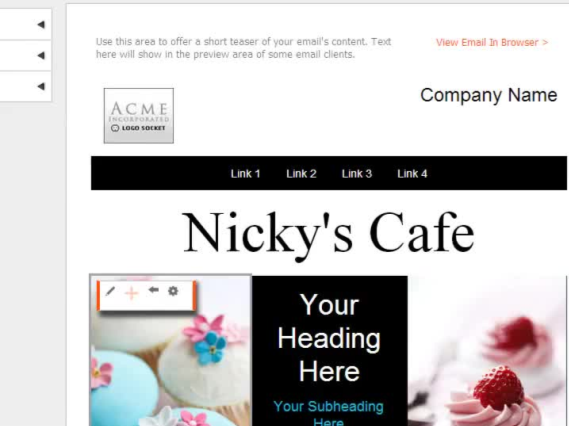 Use this area to offer a short teaser of your email's content. Text
here will show in the preview area of some email clients.
View Email In Browser >
ACME
INCORPORATED
LOGO SOCKET
Company Name
Link 1 Link 2 Link 3 Link 4
Nicky's Cafe
Your
Heading
Here
Your Subheading
Here